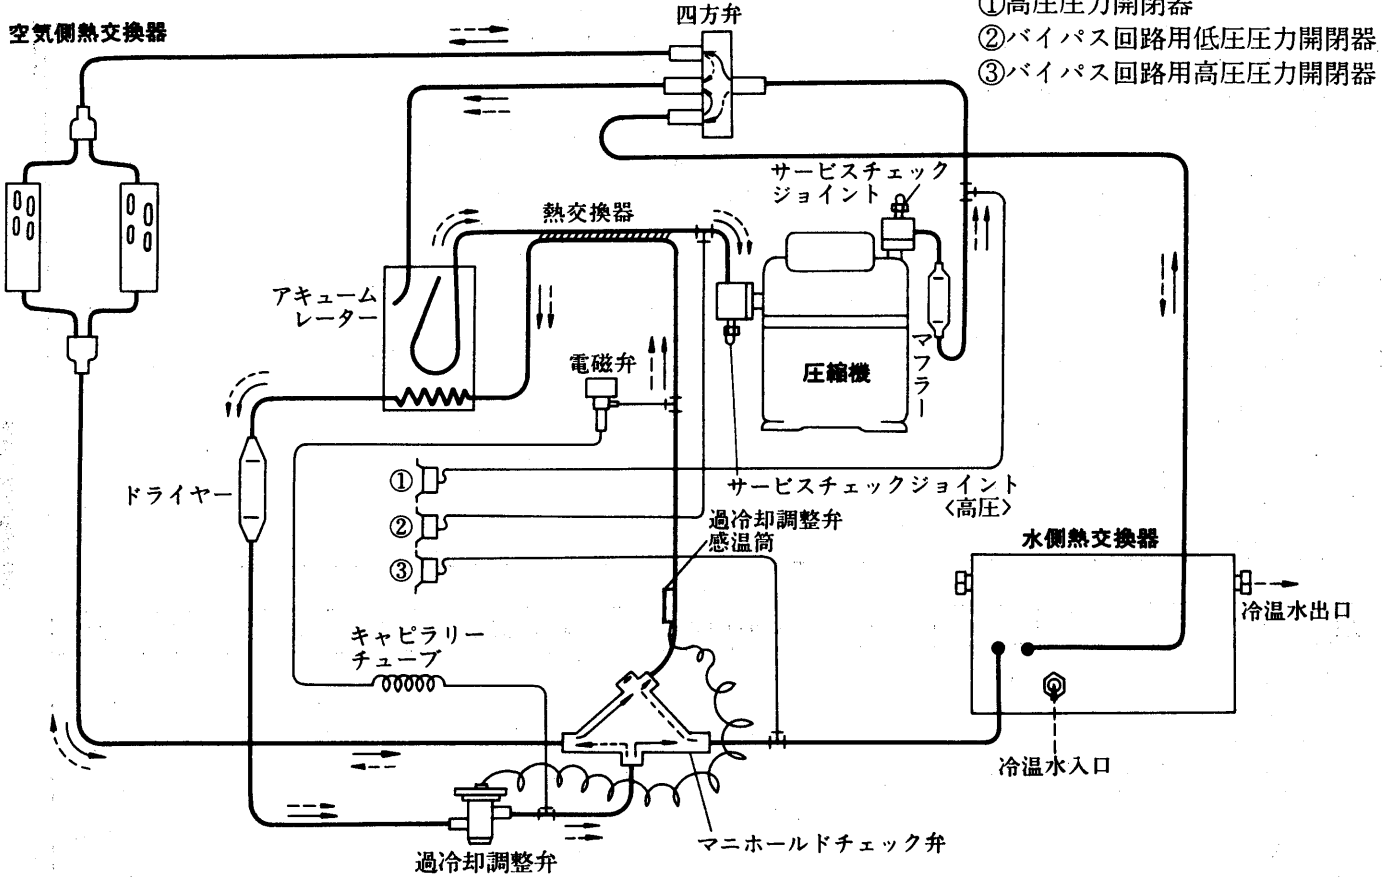 四方弁
空気側熱交換器
①高圧圧力開閉器
②バイパス回路用低圧圧力開閉器
③バイパス回路用高圧圧力開閉器
サービスチェック
ジョイント
熱交換器
アキューム
レーター
電磁弁
圧縮機
マフラー
ドライヤー
①
②
③
サービスチェックジョイント
<高圧>
過冷却調整弁
感温筒
水側熱交換器
冷温水出口
キャピラリー
チューブ
冷温水入口
マニホールドチェック弁
過冷却調整弁